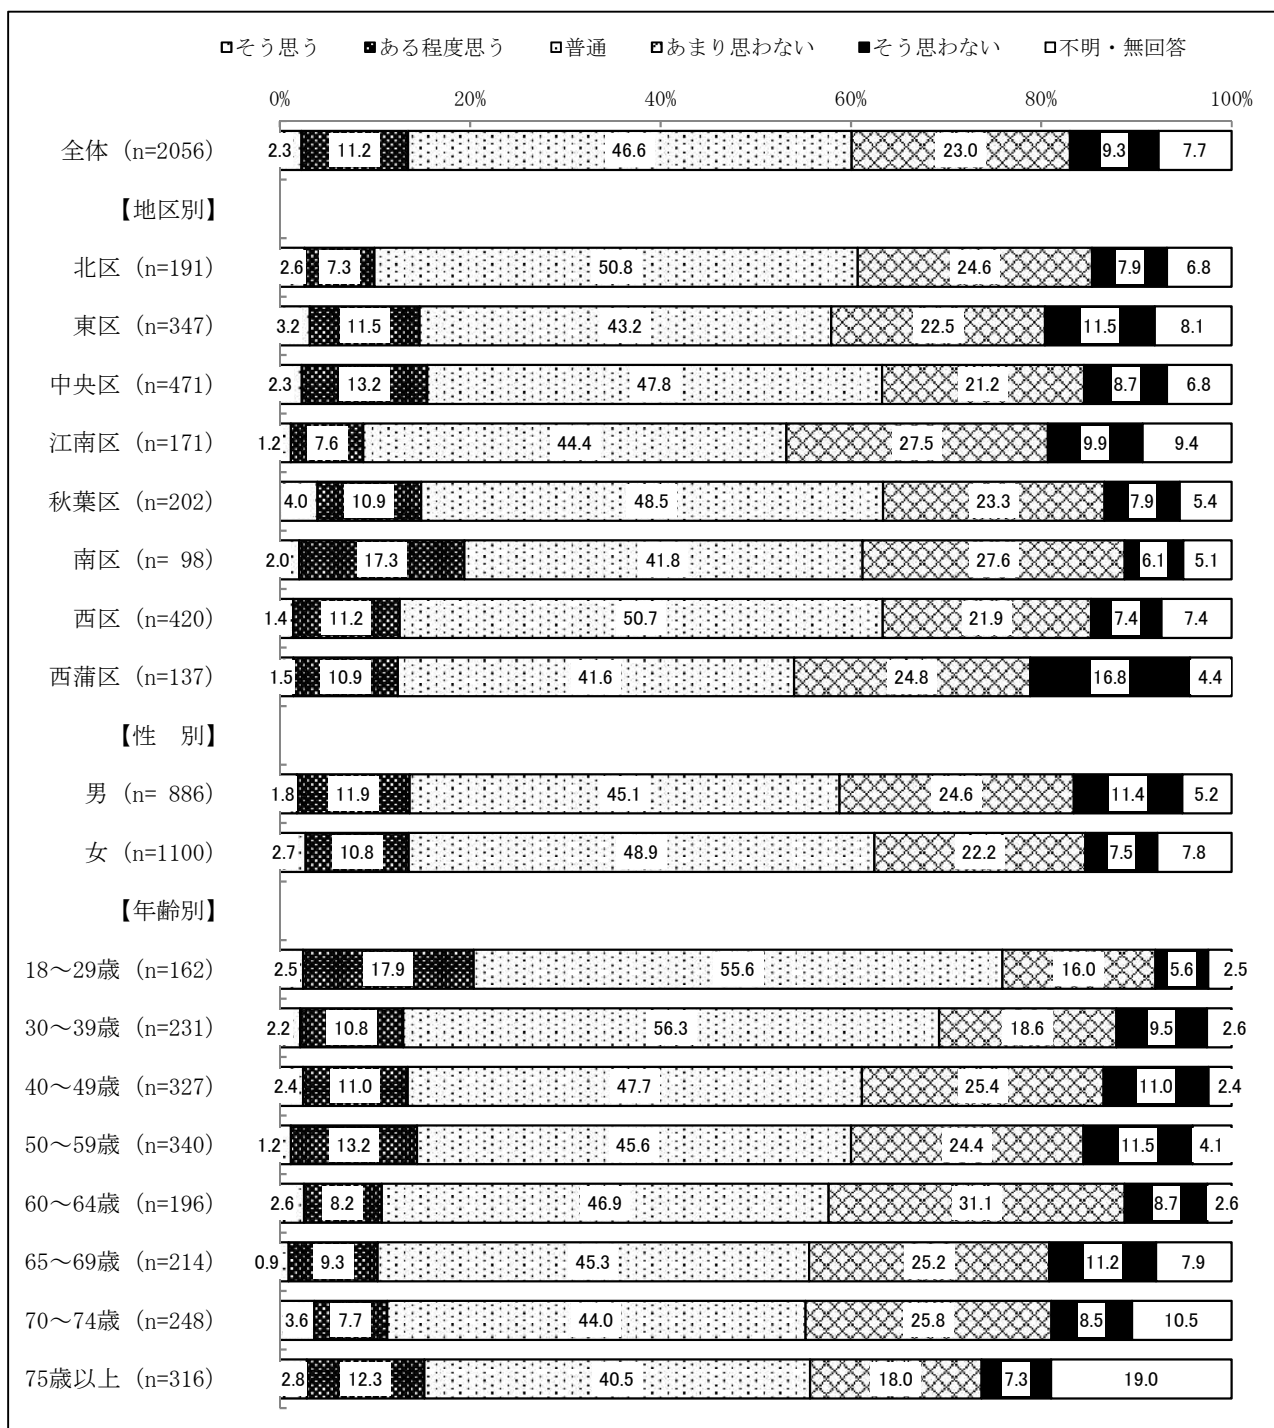 そう思う ある程度思う 普通 あまり思わない そう思わない 不明・無回答
0% 20% 40% 60% 80% 100%
全体 (n=2056) 2.3 11.2 46.6 23.0 9.3 7.7
【地区別】
北区 (n=191) 2.6 7.3 50.8 24.6 7.9 6.8
東区 (n=347) 3.2 11.5 43.2 22.5 11.5 8.1
中央区 (n=471) 2.3 13.2 47.8 21.2 8.7 6.8
江南区 (n=171) 1.2 7.6 44.4 27.5 9.9 9.4
秋葉区 (n=202) 4.0 10.9 48.5 23.3 7.9 5.4
南区 (n= 98) 2.0 17.3 41.8 27.6 6.1 5.1
西区 (n=420) 1.4 11.2 50.7 21.9 7.4 7.4
西蒲区 (n=137) 1.5 10.9 41.6 24.8 16.8 4.4
【性　別】
男 (n= 886) 1.8 11.9 45.1 24.6 11.4 5.2
女 (n=1100) 2.7 10.8 48.9 22.2 7.5 7.8
【年齢別】
18～29歳 (n=162) 2.5 17.9 55.6 16.0 5.6 2.5
30～39歳 (n=231) 2.2 10.8 56.3 18.6 9.5 2.6
40～49歳 (n=327) 2.4 11.0 47.7 25.4 11.0 2.4
50～59歳 (n=340) 1.2 13.2 45.6 24.4 11.5 4.1
60～64歳 (n=196) 2.6 8.2 46.9 31.1 8.7 2.6
65～69歳 (n=214) 0.9 9.3 45.3 25.2 11.2 7.9
70～74歳 (n=248) 3.6 7.7 44.0 25.8 8.5 10.5
75歳以上 (n=316) 2.8 12.3 40.5 18.0 7.3 19.0